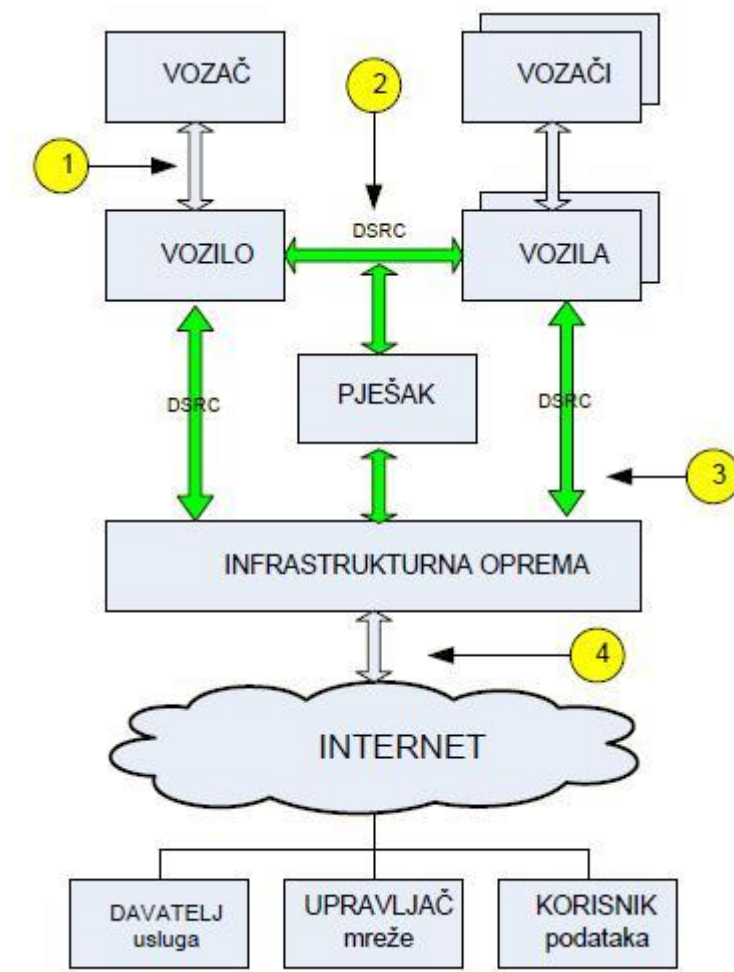 VOZAČ
2
VOZAČI
1
DSRC
VOZILO
VOZILA
PJEŠAK
DSRC
DSRC
3
INFRASTRUKTURNA OPREMA
4
INTERNET
DAVATELJ
usluga
UPRAVLJAČ
mreže
KORISNIK
podataka